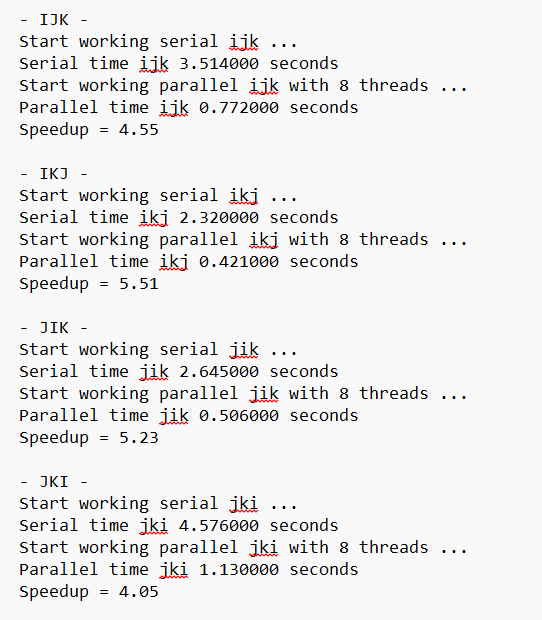 - IJK -
Start working serial ijk ...
Serial time ijk 3.514000 seconds
Start working parallel ijk with 8 threads ...
Parallel time ijk 0.772000 seconds
Speedup = 4.55

- IKJ -
Start working serial ikj ...
Serial time ikj 2.320000 seconds
Start working parallel ikj with 8 threads ...
Parallel time ikj 0.421000 seconds
Speedup = 5.51

- JIK -
Start working serial jik ...
Serial time jik 2.645000 seconds
Start working parallel jik with 8 threads ...
Parallel time jik 0.506000 seconds
Speedup = 5.23

- JKI -
Start working serial jki ...
Serial time jki 4.576000 seconds
Start working parallel jki with 8 threads ...
Parallel time jki 1.130000 seconds
Speedup = 4.05